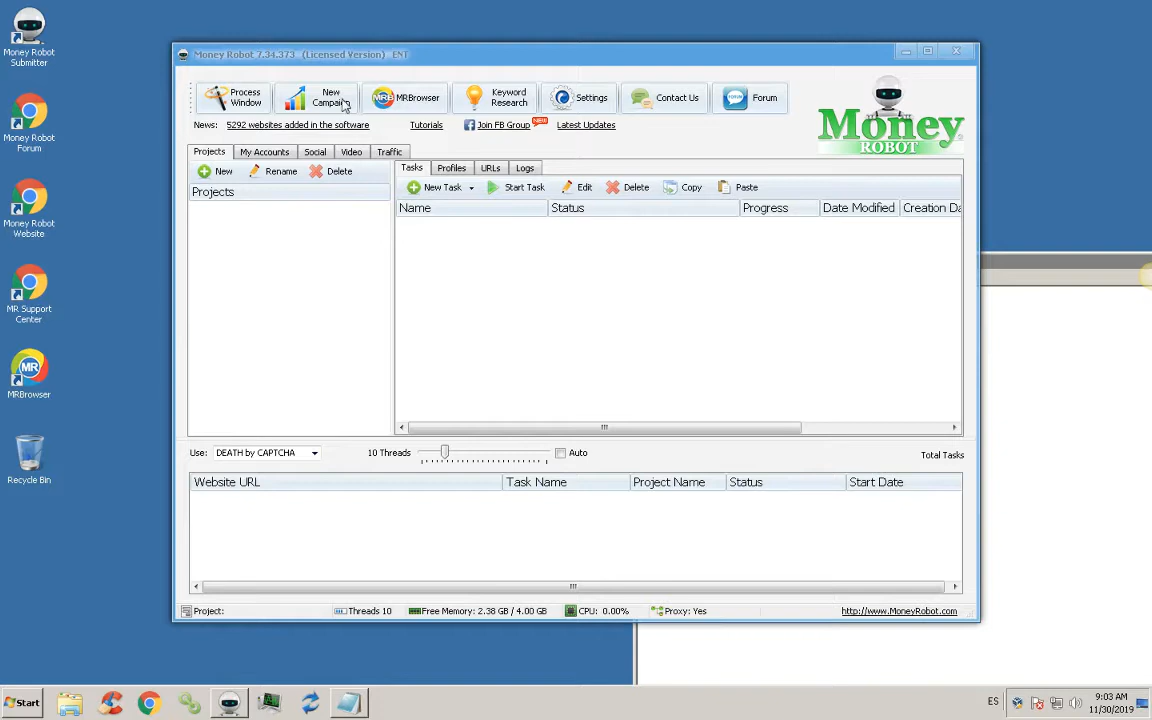 Money Robot
Submitter
Money Robot
Forum
Money Robot
Website
MR Support
Center
MR
MRBrowser
Recycle Bin
Money Robot 7.34.373 (Licensed Version) ENT
Process
Window
New
Campaign
MRB
MRBrowser
Keyword
Research
Settings
Contact Us
FORUM
Forum
Money
ROBOT
News: 5292 websites added in the software
Tutorials
Join FB Group
NEW
Latest Updates
Projects
My Accounts
Social
Video
Traffic
New
Rename
Delete
Projects
Tasks
Profiles
URLs
Logs
New Task
Start Task
Edit
Delete
Copy
Paste
Name
Status
Progress
Date Modified
Creation Da
Use: DEATH by CAPTCHA
10 Threads
Auto
Total Tasks
Website URL
Task Name
Project Name
Status
Start Date
Project:
Threads 10
Free Memory: 2.38 GB / 4.00 GB
CPU: 0.00%
Proxy: Yes
http://www.MoneyRobot.com
Start
ES
9:03 AM
11/30/2019